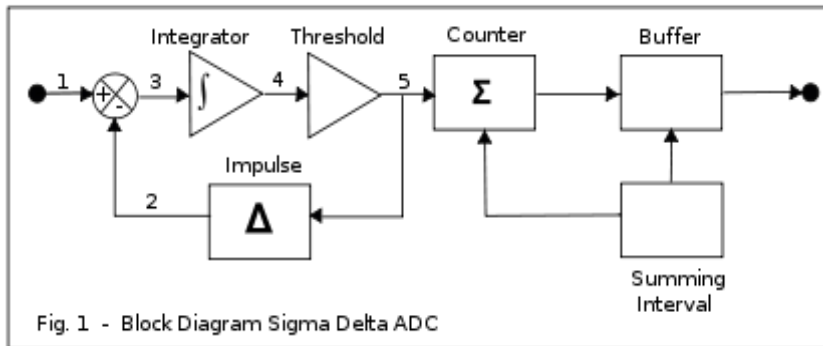 Integrator Threshold Counter Buffer
1 + - 3 ∫ 4 5 Σ
Impulse
2 Δ
Summing
Interval
Fig. 1 - Block Diagram Sigma Delta ADC